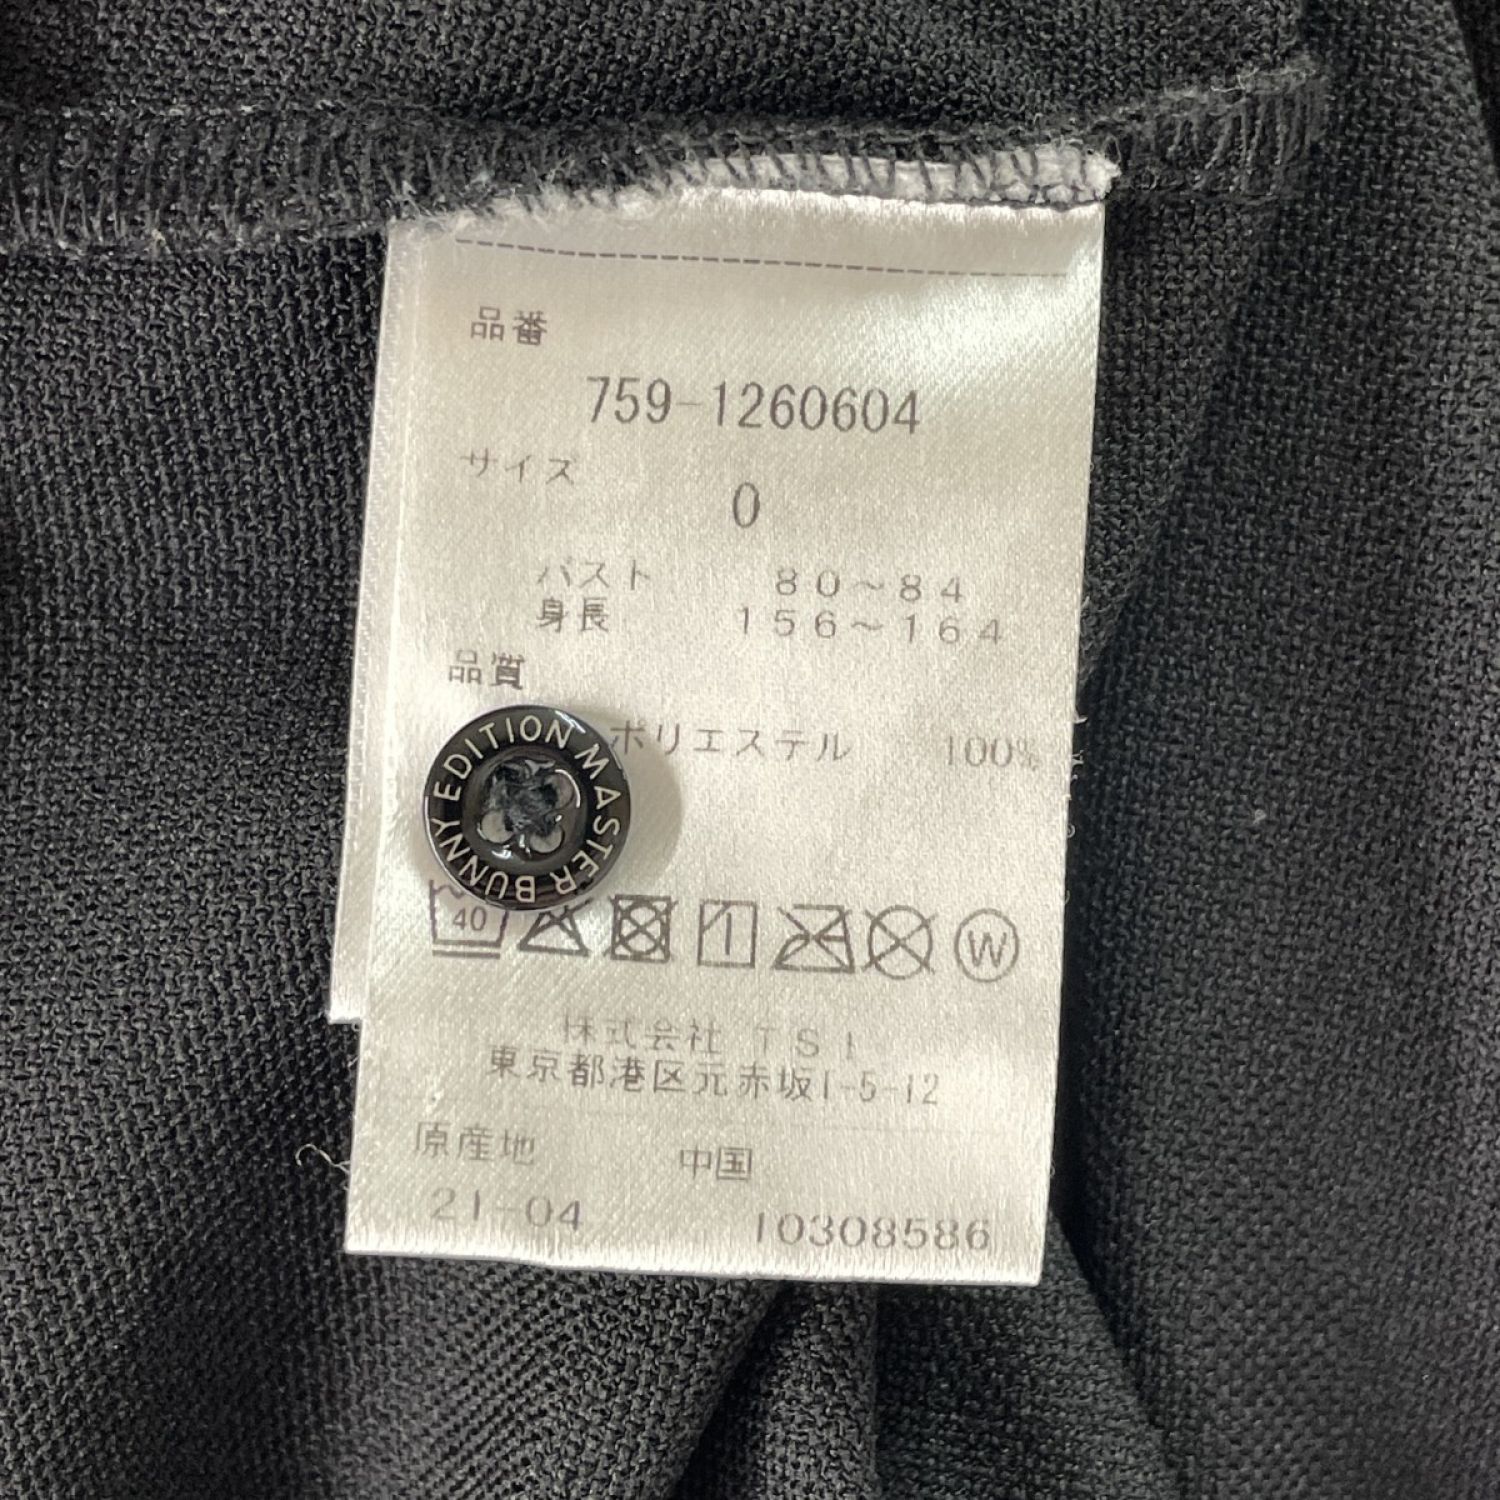 品番
759-1260604
サイズ
0
バスト 80~84
身長 156~164
品質
ポリエステル 100%
MASTER BUNNY EDITION
40
W
株式会社 TSI
東京都港区元赤坂1-5-12
原産地 中国
21-04 10308586